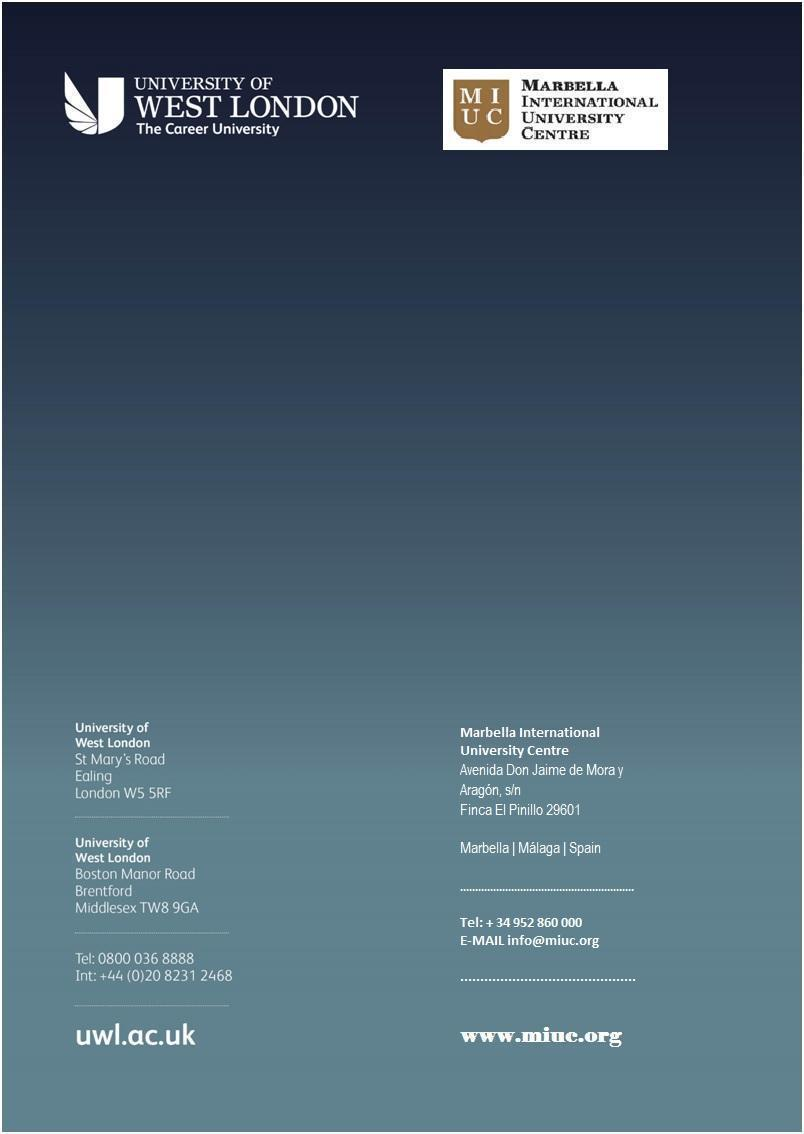 UNIVERSITY OF
WEST LONDON
The Career University
M I
U C
MARBELLA
INTERNATIONAL
UNIVERSITY
CENTRE
University of
West London
St Mary's Road
Ealing
London W5 5RF
University of
West London
Boston Manor Road
Brentford
Middlesex TW8 9GA
Tel: 0800 036 8888
Int: +44 (0)20 8231 2468
uwl.ac.uk
Marbella International
University Centre
Avenida Don Jaime de Mora y
Aragón, s/n
Finca El Pinillo 29601
Marbella | Málaga | Spain
Tel: + 34 952 860 000
E-MAIL info@miuc.org
www.miuc.org